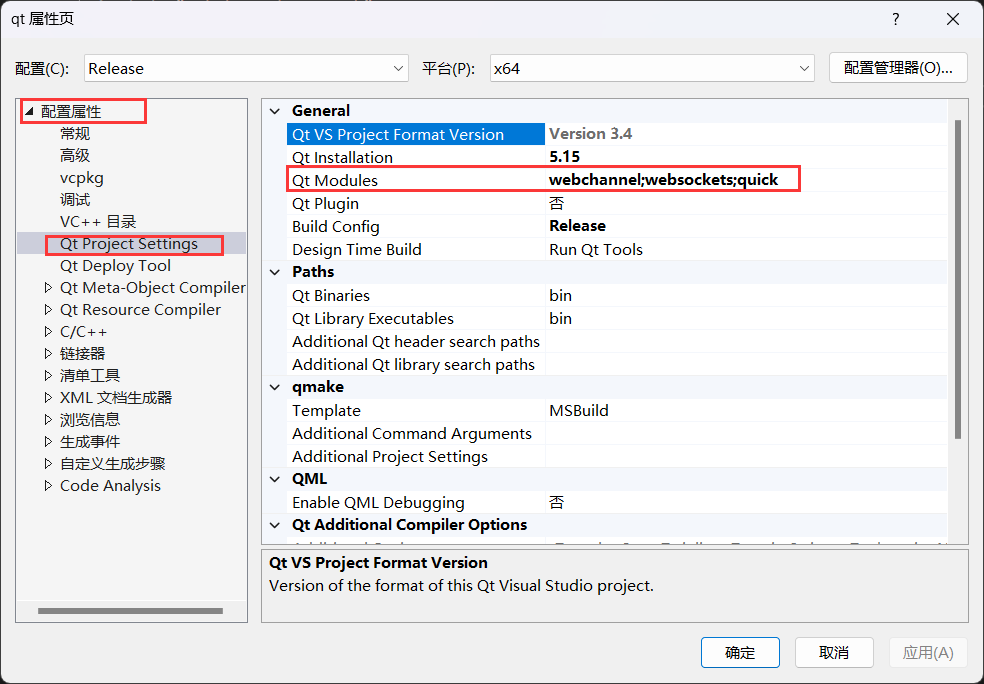 qt 属性页
?
配置(C): Release 平台(P): x64 配置管理器(O)...
配置属性
常规
高级
vcpkg
调试
VC++ 目录
Qt Project Settings
Qt Deploy Tool
Qt Meta-Object Compiler
Qt Resource Compiler
C/C++
链接器
清单工具
XML 文档生成器
浏览信息
生成事件
自定义生成步骤
Code Analysis
General
Qt VS Project Format Version Version 3.4
Qt Installation 5.15
Qt Modules webchannel;websockets;quick
Qt Plugin 否
Build Config Release
Design Time Build Run Qt Tools
Paths
Qt Binaries bin
Qt Library Executables bin
Additional Qt header search paths
Additional Qt library search paths
qmake
Template MSBuild
Additional Command Arguments
Additional Project Settings
QML
Enable QML Debugging 否
Qt Additional Compiler Options
Qt VS Project Format Version
Version of the format of this Qt Visual Studio project.
确定 取消 应用(A)